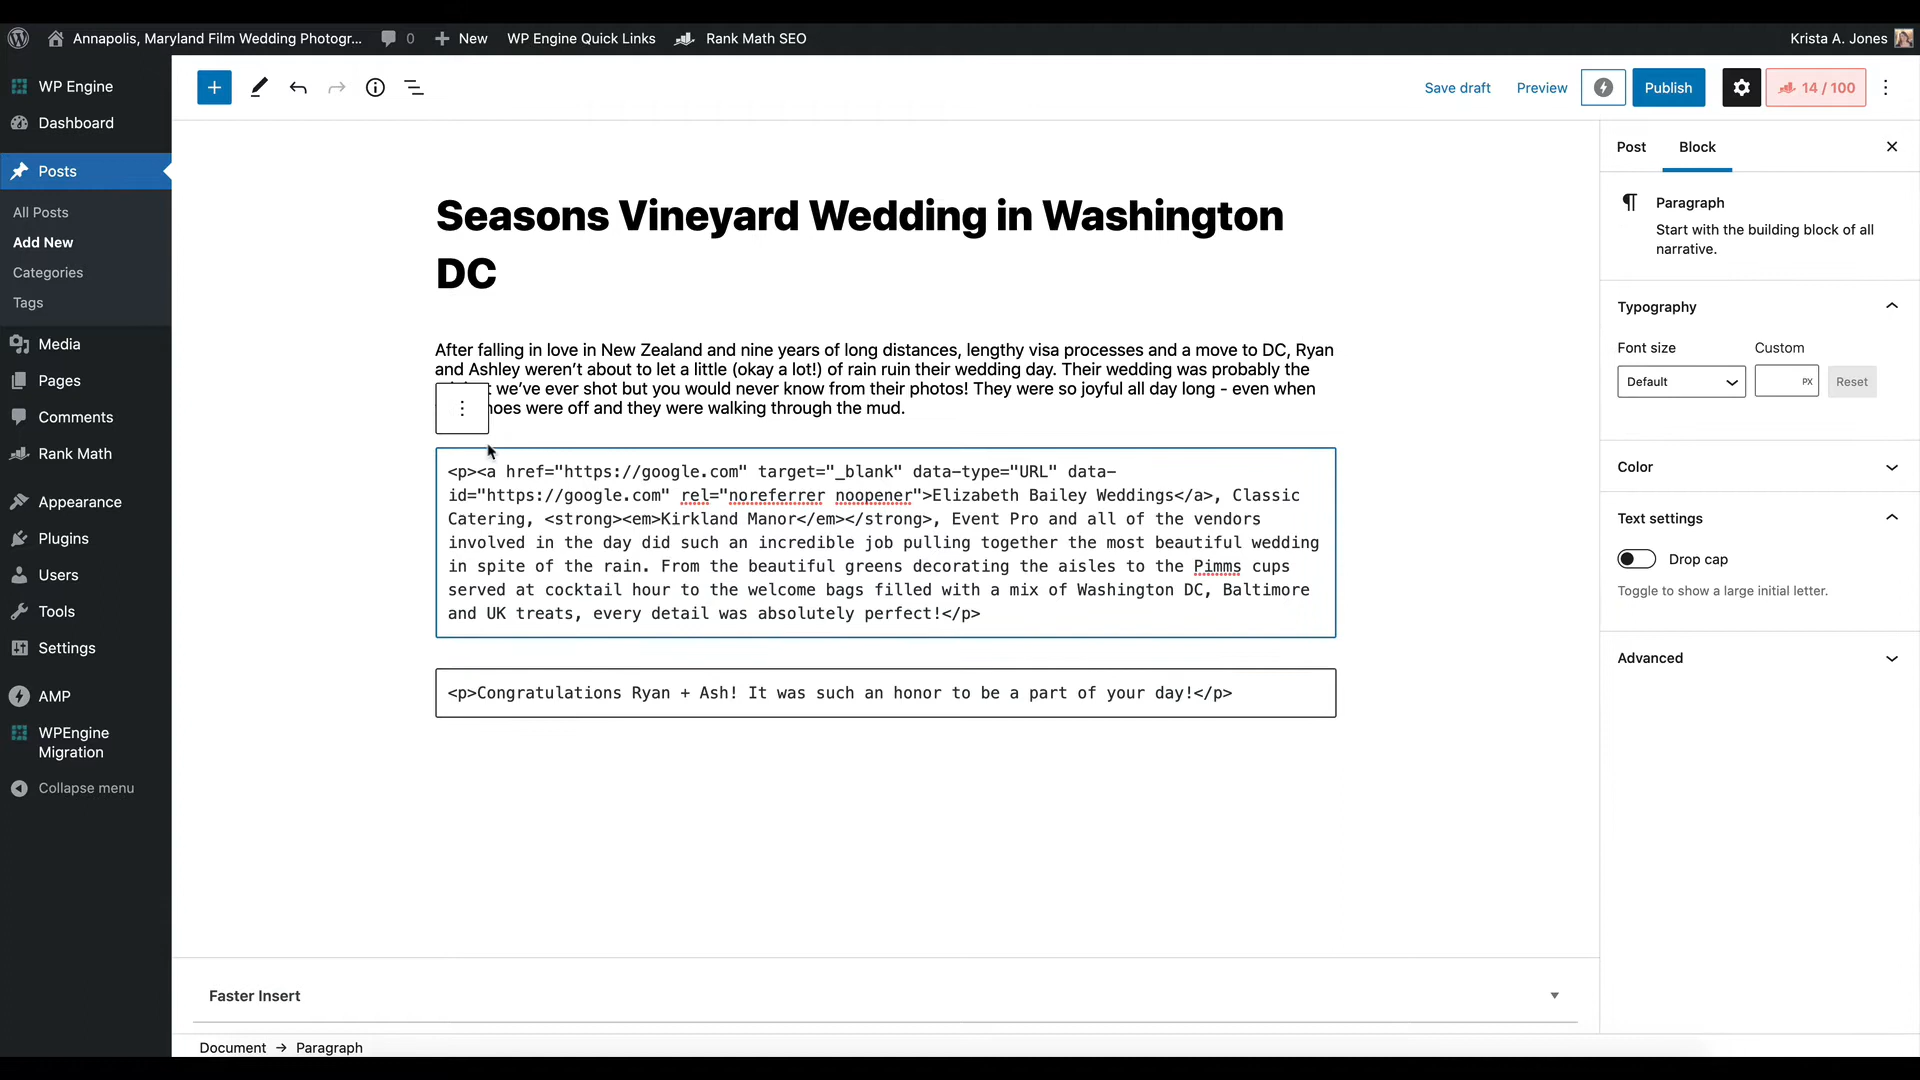 Annapolis, Maryland Film Wedding Photogr...
0
New
WP Engine Quick Links
Rank Math SEO
Krista A. Jones
WP Engine
Dashboard
Posts
All Posts
Add New
Categories
Tags
Media
Pages
Comments
Rank Math
Appearance
Plugins
Users
Tools
Settings
AMP
WPEngine
Migration
Collapse menu
Save draft
Preview
Publish
14 / 100
Seasons Vineyard Wedding in Washington
DC
After falling in love in New Zealand and nine years of long distances, lengthy visa processes and a move to DC, Ryan
and Ashley weren't about to let a little (okay a lot!) of rain ruin their wedding day. Their wedding was probably the
we've ever shot but you would never know from their photos! They were so joyful all day long - even when
were off and they were walking through the mud.
<p><a href="https://google.com" target="_blank" data-type="URL" data-
id="https://google.com" rel="noreferrer noopener">Elizabeth Bailey Weddings</a>, Classic
Catering, <strong><em>Kirkland Manor</em></strong>, Event Pro and all of the vendors
involved in the day did such an incredible job pulling together the most beautiful wedding
in spite of the rain. From the beautiful greens decorating the aisles to the Pimms cups
served at cocktail hour to the welcome bags filled with a mix of Washington DC, Baltimore
and UK treats, every detail was absolutely perfect!</p>
<p>Congratulations Ryan + Ash! It was such an honor to be a part of your day!</p>
Faster Insert
Document → Paragraph
Post
Block
Paragraph
Start with the building block of all
narrative.
Typography
Font size
Custom
Default
PX
Reset
Color
Text settings
Drop cap
Toggle to show a large initial letter.
Advanced